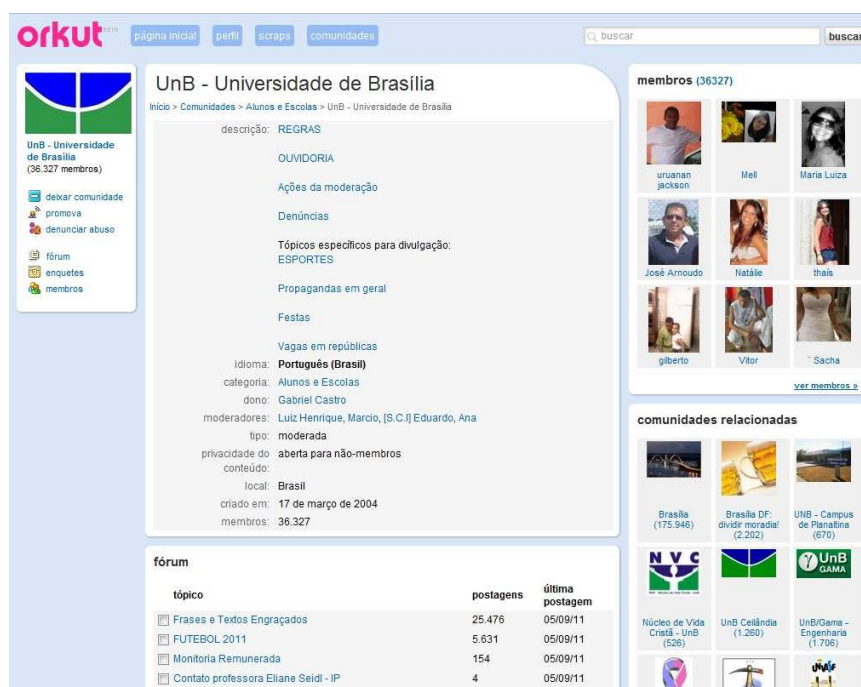 orkut BETA
página inicial perfil scraps comunidades
buscar
buscar
UnB - Universidade
de Brasília
(36.327 membros)
deixar comunidade
promova
denunciar abuso
fórum
enquetes
membros
UnB - Universidade de Brasília
Início > Comunidades > Alunos e Escolas > UnB - Universidade de Brasília
descrição: REGRAS
OUVIDORIA
Ações da moderação
Denúncias
Tópicos específicos para divulgação:
ESPORTES
Propagandas em geral
Festas
Vagas em repúblicas
idioma: Português (Brasil)
categoria: Alunos e Escolas
dono: Gabriel Castro
moderadores: Luiz Henrique, Marcio, [S.C.I] Eduardo, Ana
tipo: moderada
privacidade do aberta para não-membros
conteúdo:
local: Brasil
criado em: 17 de março de 2004
membros: 36.327
fórum
tópico postagens última
postagem
Frases e Textos Engraçados 25.476 05/09/11
FUTEBOL 2011 5.631 05/09/11
Monitoria Remunerada 154 05/09/11
Contato professora Eliane Seidl - IP 4 05/09/11
membros (36327)
uruanan
jackson
Mell
Maria Luiza
José Arnoudo
Natálie
thaís
gilberto
Vitor
¨ Sacha
ver membros »
comunidades relacionadas
Brasília
(175.946)
Brasília DF:
dividir moradia!
(2.202)
UNB - Campus
de Planaltina
(670)
NVC
UnB
GAMA
Núcleo de Vida
Cristã - UnB
(526)
UnB Ceilândia
(1.260)
UnB/Gama -
Engenharia
(1.706)